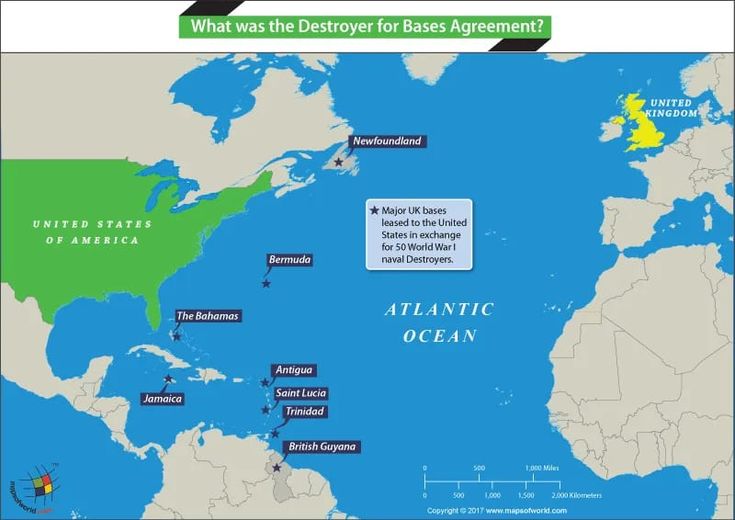 What was the Destroyer for Bases Agreement?
UNITED
KINGDOM
Newfoundland
★ Major UK bases
leased to the United
States in exchange
for 50 World War I
naval Destroyers.
UNITED STATES
OF AMERICA
Bermuda
ATLANTIC
OCEAN
The Bahamas
Antigua
Jamaica
Saint Lucia
Trinidad
British Guyana
0 500 1,000 Miles
0 500 1,000 1,500 2,000 Kilometers
mapsofworld.com
TM
Copyright © 2017 www.mapsofworld.com